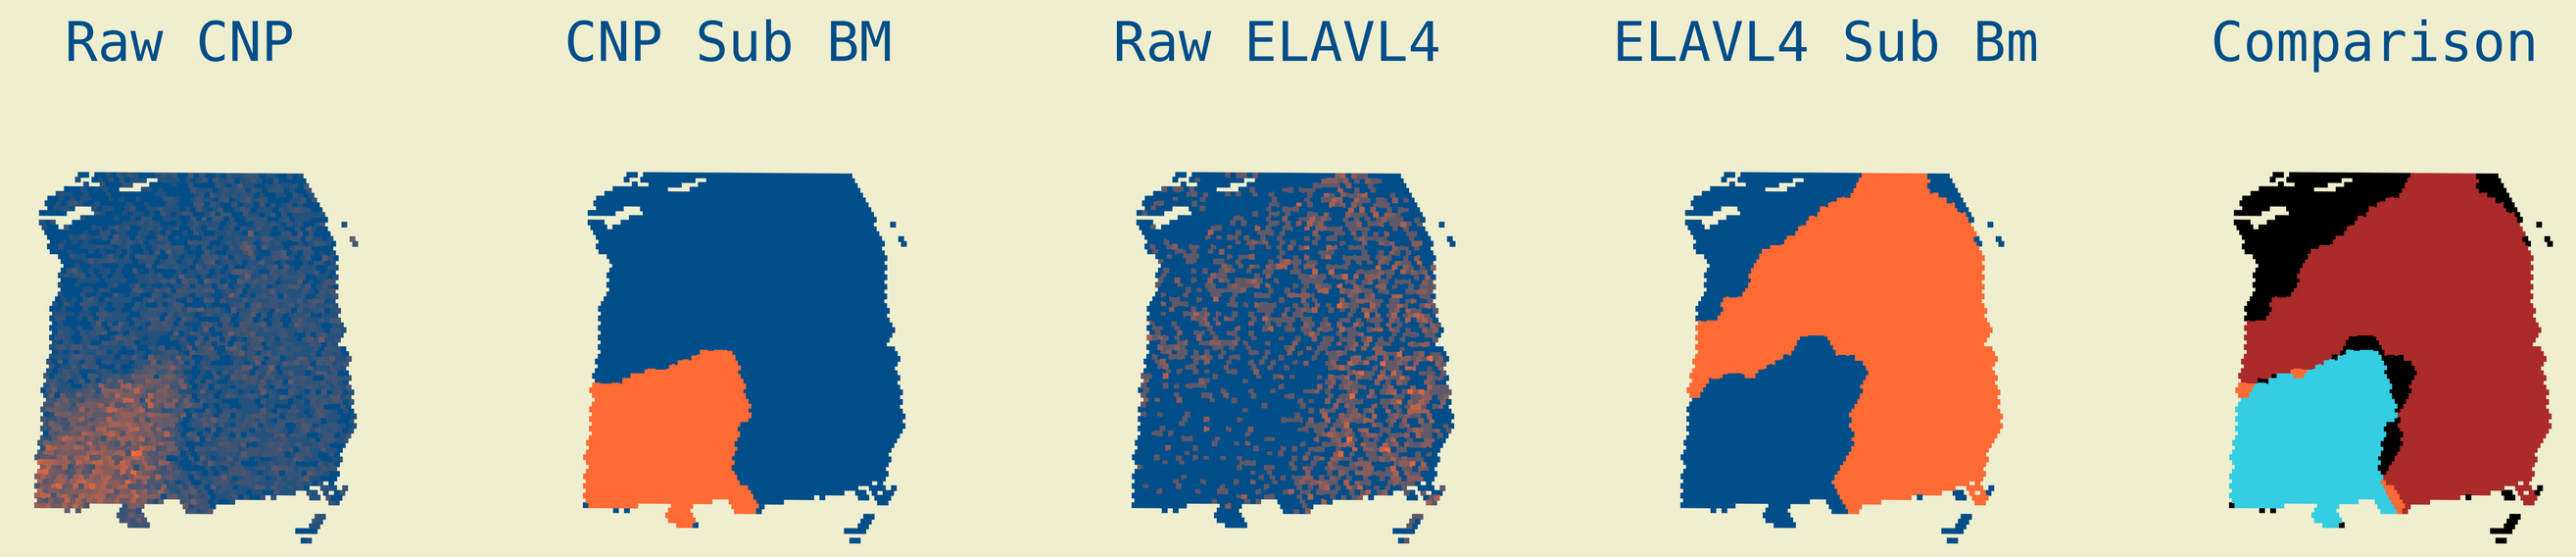 Raw CNP
CNP Sub BM
Raw ELAVL4
ELAVL4 Sub Bm
Comparison